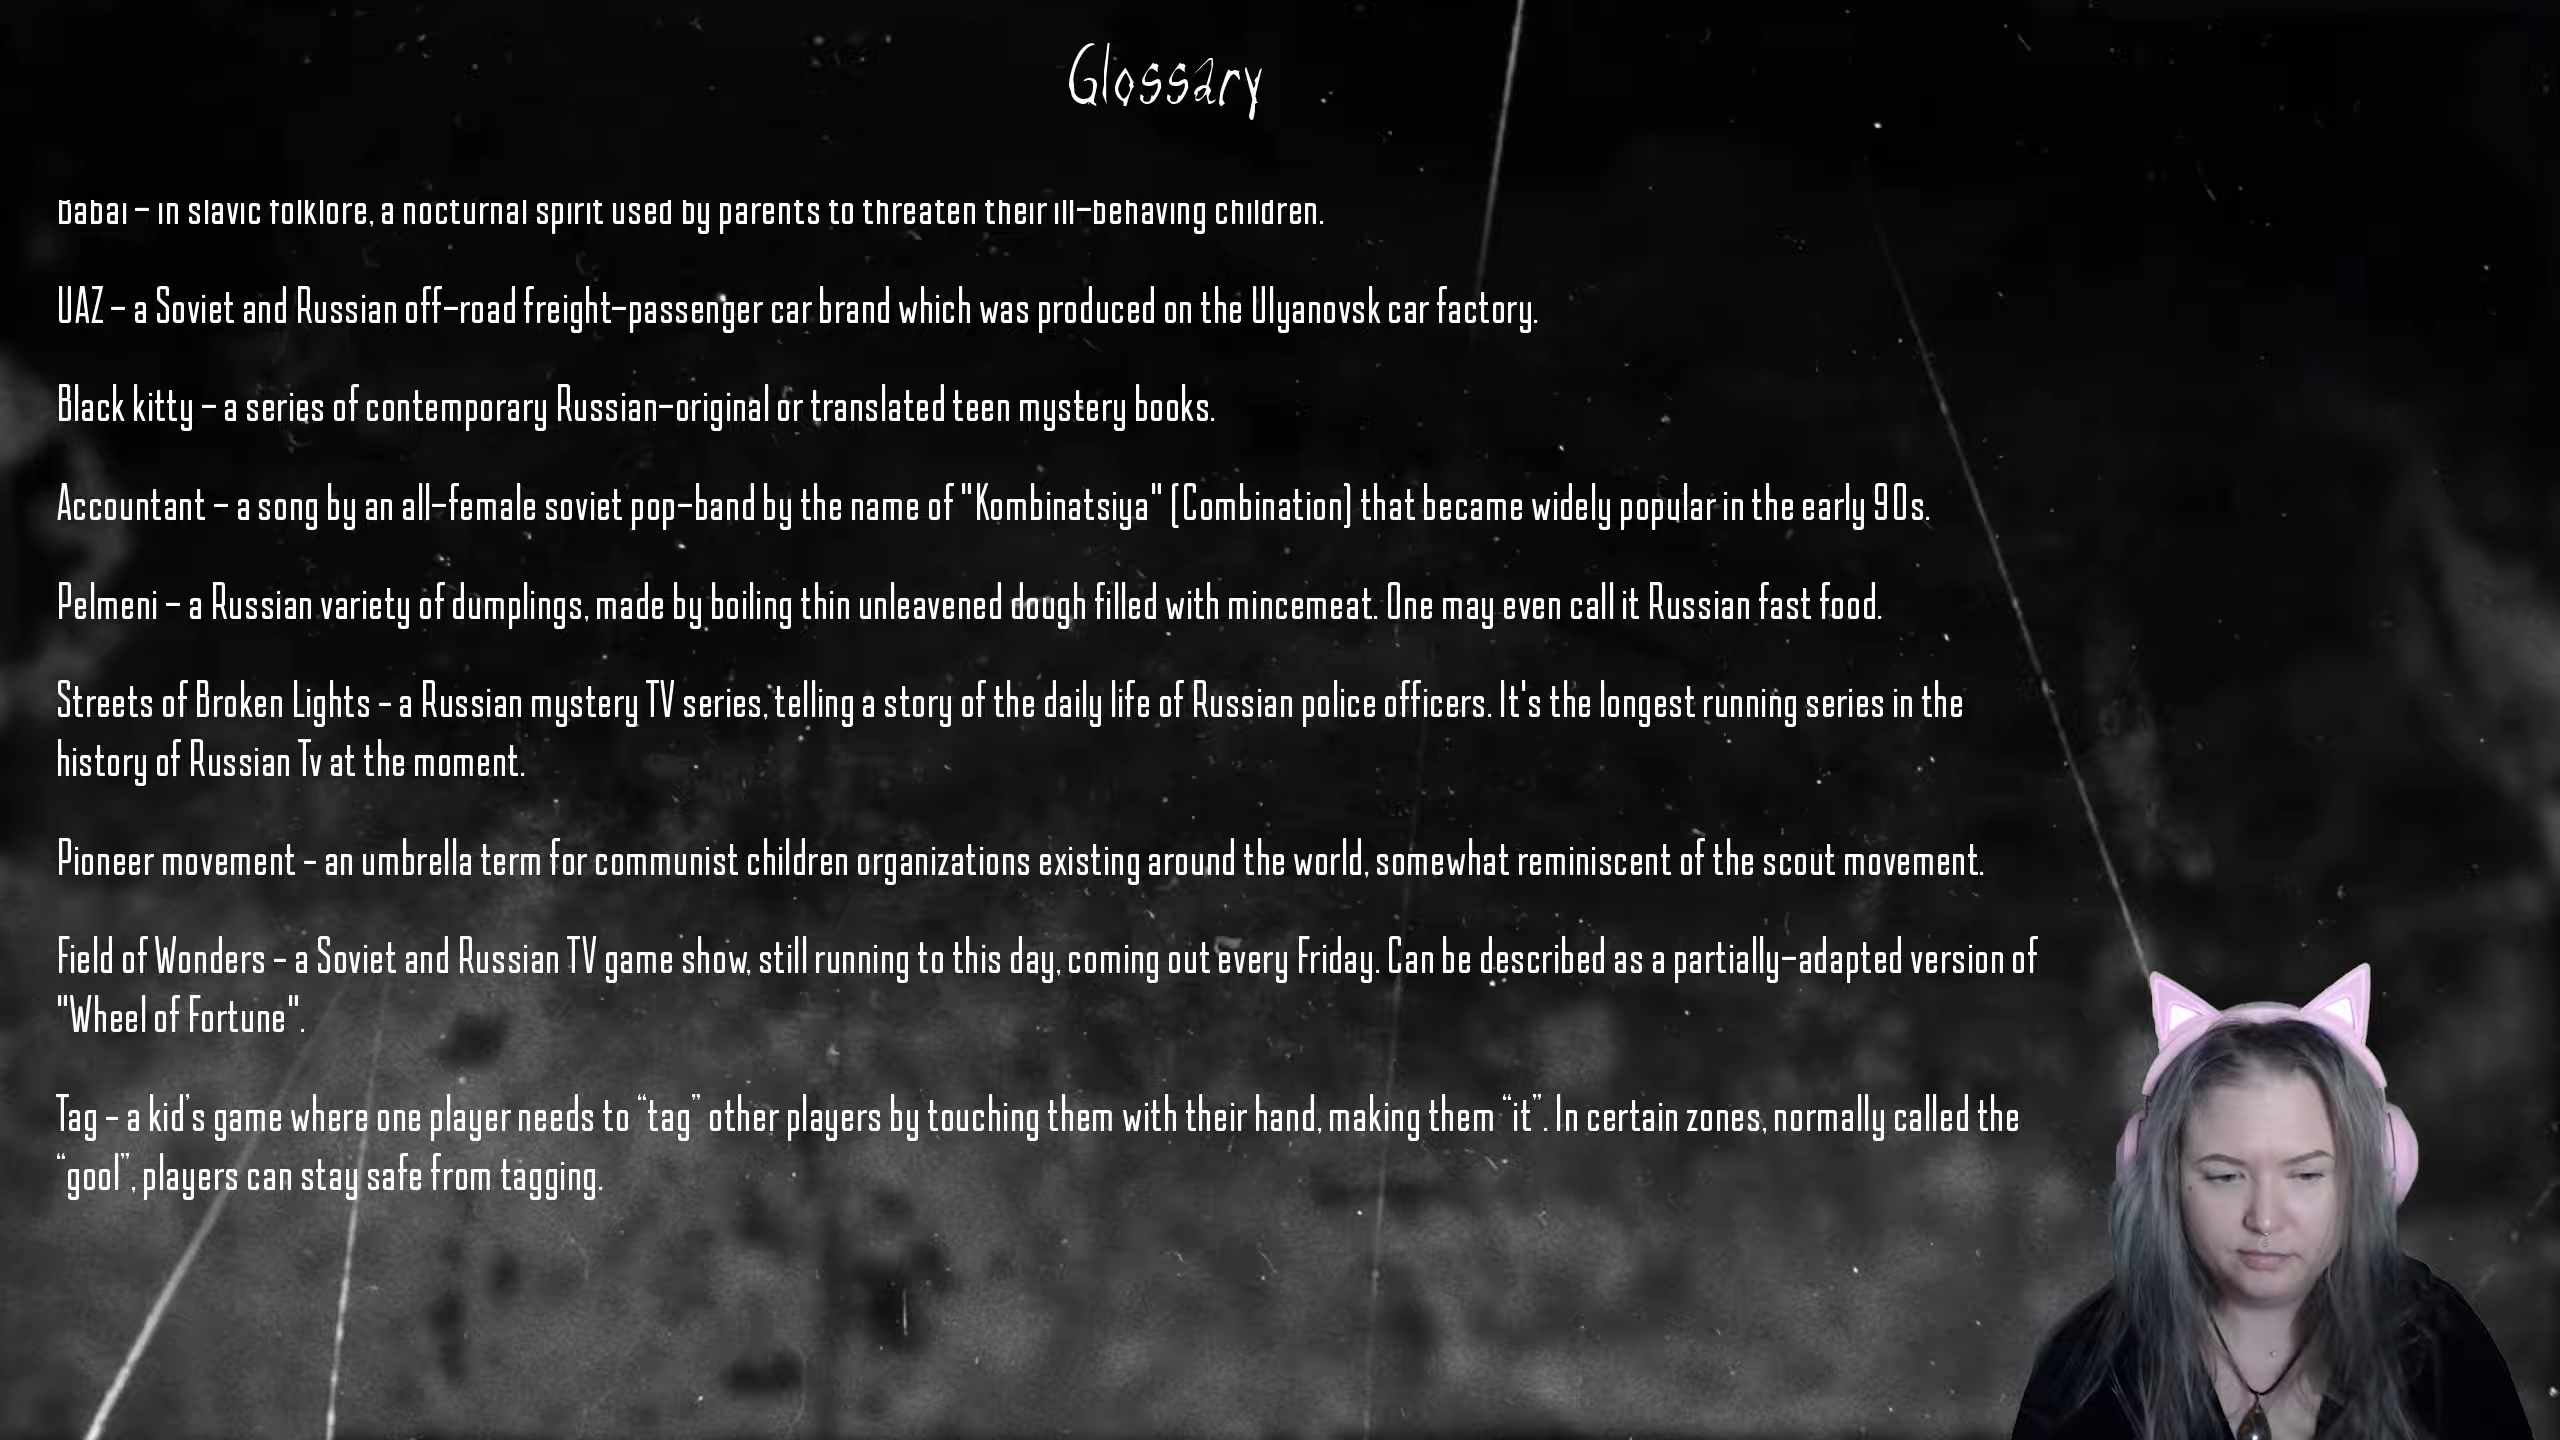 Glossary
Babai – in slavic folklore, a nocturnal spirit used by parents to threaten their ill–behaving children.
UAZ – a Soviet and Russian off–road freight–passenger car brand which was produced on the Ulyanovsk car factory.
Black kitty – a series of contemporary Russian–original or translated teen mystery books.
Accountant – a song by an all–female soviet pop–band by the name of "Kombinatsiya" (Combination) that became widely popular in the early 90s.
Pelmeni – a Russian variety of dumplings, made by boiling thin unleavened dough filled with mincemeat. One may even call it Russian fast food.
Streets of Broken Lights - a Russian mystery TV series, telling a story of the daily life of Russian police officers. It's the longest running series in the
history of Russian Tv at the moment.
Pioneer movement - an umbrella term for communist children organizations existing around the world, somewhat reminiscent of the scout movement.
Field of Wonders - a Soviet and Russian TV game show, still running to this day, coming out every Friday. Can be described as a partially–adapted version of
"Wheel of Fortune".
Tag - a kid’s game where one player needs to “tag” other players by touching them with their hand, making them “it”. In certain zones, normally called the
“gool”, players can stay safe from tagging.